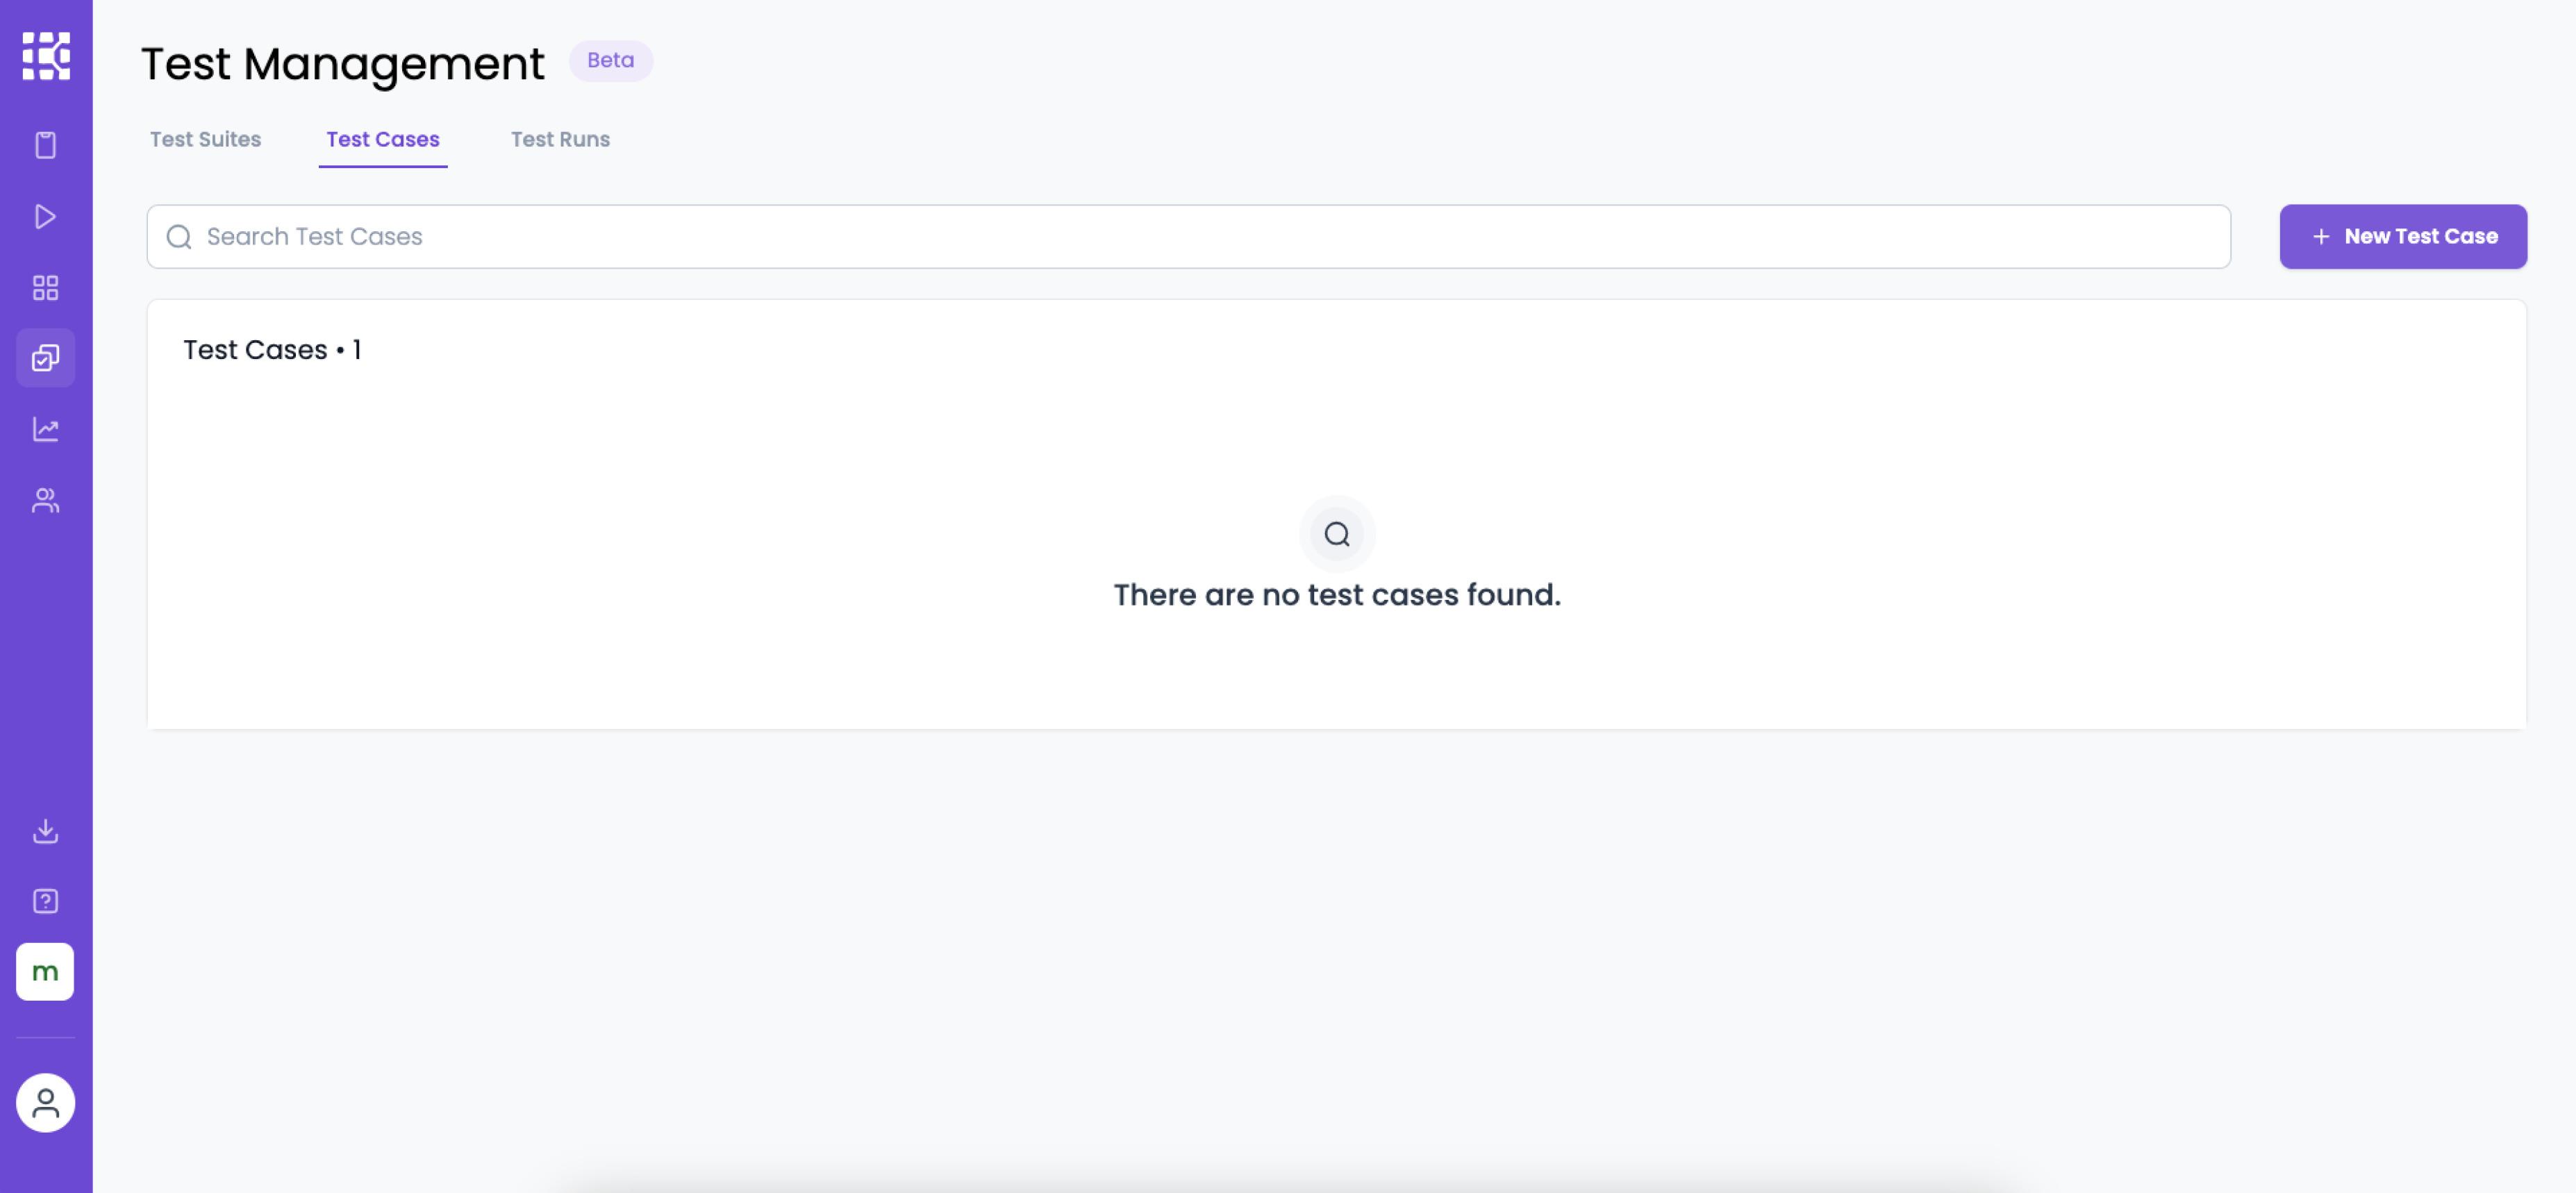 Test Management
Beta
Test Suites
Test Cases
Test Runs
Search Test Cases
+ New Test Case
Test Cases • 1
There are no test cases found.
m